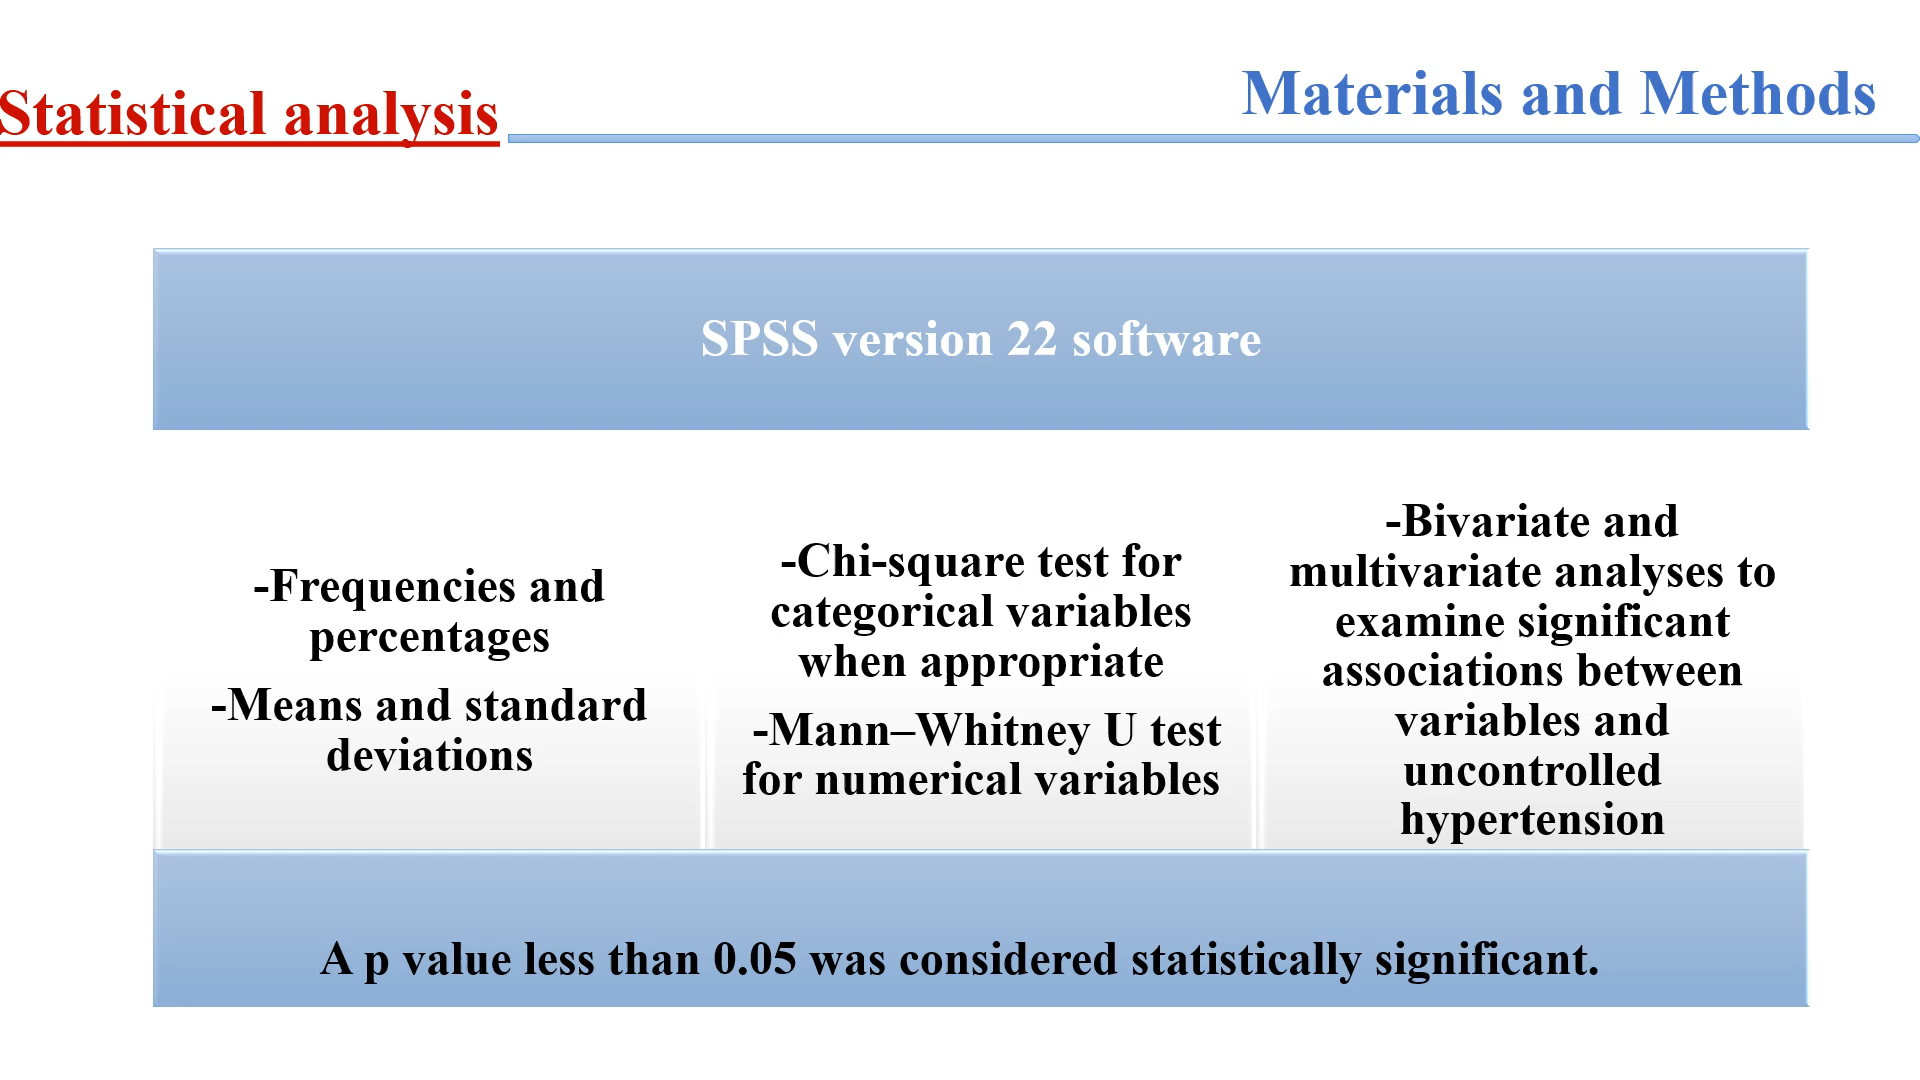 Statistical analysis
Materials and Methods
SPSS version 22 software
-Frequencies and
percentages
-Means and standard
deviations
-Chi-square test for
categorical variables
when appropriate
-Mann–Whitney U test
for numerical variables
-Bivariate and
multivariate analyses to
examine significant
associations between
variables and
uncontrolled
hypertension
A p value less than 0.05 was considered statistically significant.